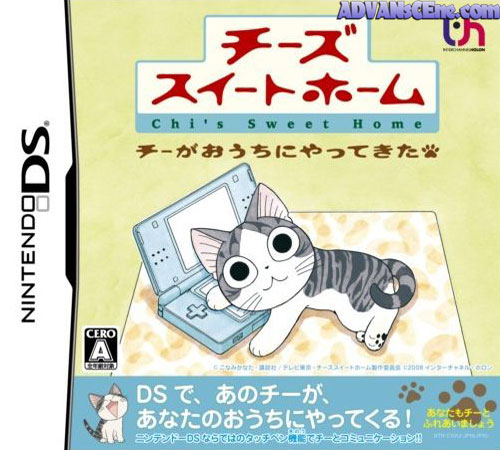 ADVANsCEne.com
INTERCHANNEL HOLON
チーズ
スイートホーム
Chi's Sweet Home
チーがおうちにやってきた
NINTENDO DS
CERO
A
全年齢対象
© こなみかなた・講談社/テレビ東京・チーズスイートホーム製作委員会 ©2008 インターチャネル・ホロン
DSで、あのチーが、
あなたのおうちにやってくる!
ニンテンドーDSならではのタッチペン機能でチーとコミュニケーション!!
きのう
あなたもチーと
ふれあいましょう